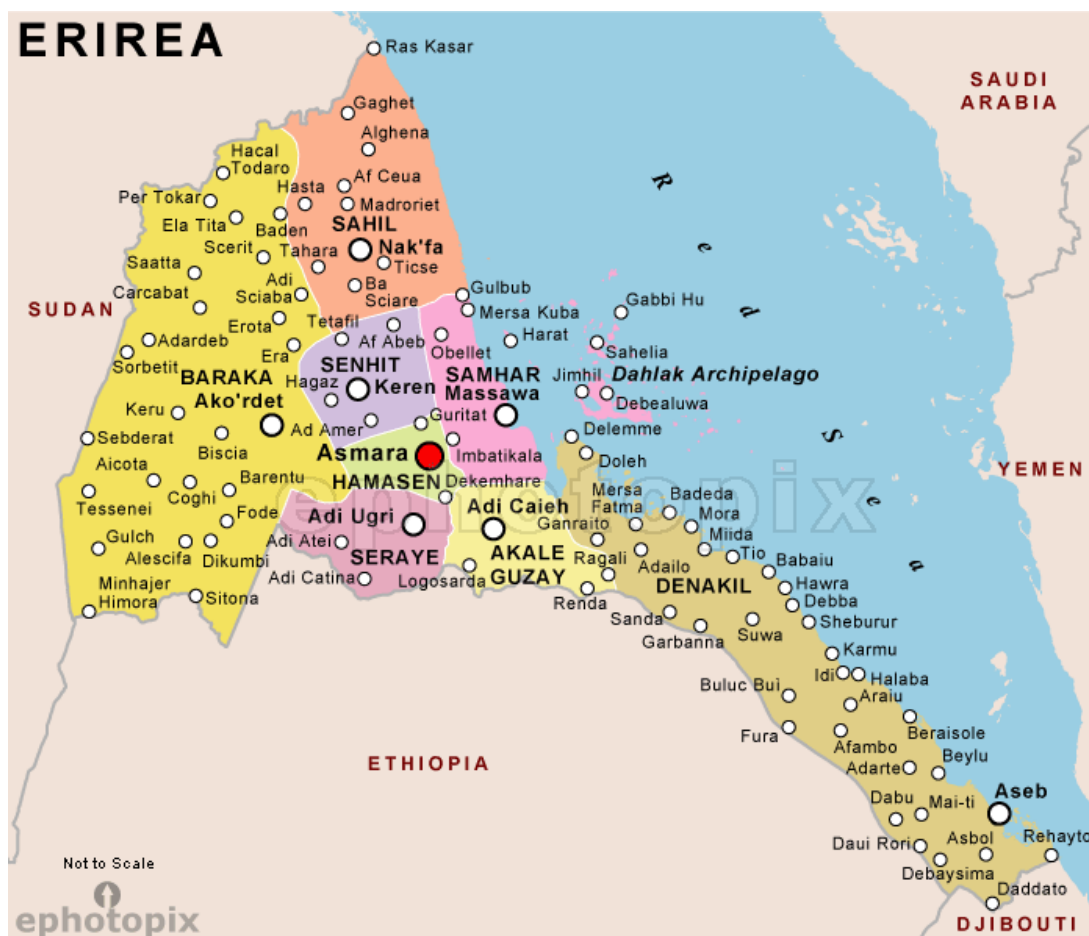 ERIREA
Ras Kasar
SAUDI
ARABIA
Gaghet
Alghena
Hacal
Todaro
Af Ceua
Hasta
Per Tokar
Madroriet
Ela Tita
Baden
SAHIL
Scerit
Tahara
Nak'fa
Saatta
Ticse
Adi
Sciaba
Ba
Sciare
Carcabat
Gulbub
Gabbi Hu
SUDAN
Mersa Kuba
Erota
Tetafil
Af Abeb
Harat
Adardeb
Obellet
Sahelia
Sorbetit
Era
SENHIT
SAMHAR
Jimhil
Dahlak Archipelago
BARAKA
Hagaz
Keren
Massawa
Debealuwa
Ako'rdet
Keru
Ad Amer
Guritat
Delemme
Sebderat
Biscia
Asmara
Imbatikala
Doleh
Red Sea
YEMEN
Aicota
Coghi
Barentu
HAMASEN
Dekemhare
Mersa
Fatma
Badeda
Tessenei
ephotopix
Adi Ugri
Adi Caieh
Ganraito
Mora
Fode
Gulch
Alescifa
Dikumbi
Adi Atei
SERAYE
AKALE
GUZAY
Ragali
Adailo
Miida
Tio
Babaiu
Minhajer
Himora
Sitona
Adi Catina
Logosarda
Renda
DENAKIL
Hawra
Debba
Sanda
Garbanna
Suwa
Sheburur
Karmu
Idi
Halaba
Buluc Bui
Araiu
Beraisole
Fura
Afambo
ETHIOPIA
Adarte
Beylu
Aseb
Dabu
Mai-ti
Daui Rori
Asbol
Rehayto
Debaysima
Daddato
DJIBOUTI
Not to Scale
ephotopix